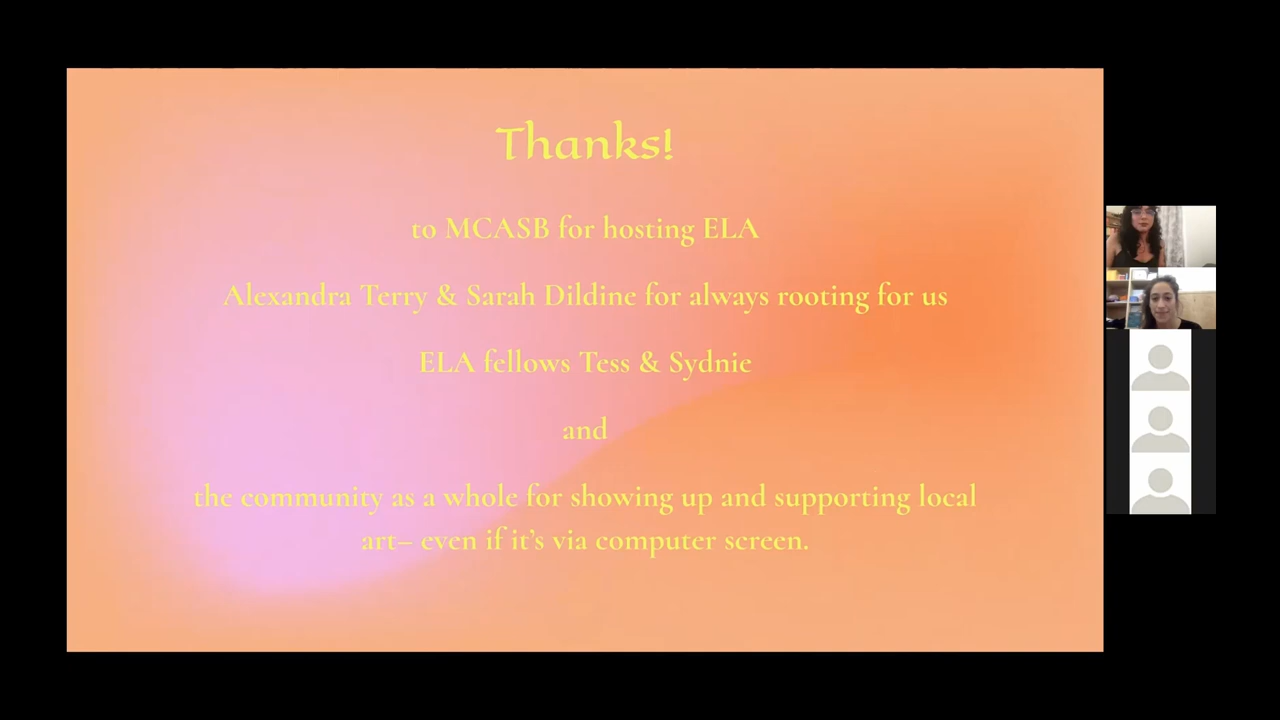 Thanks!
to MCASB for hosting ELA
Alexandra Terry & Sarah Dildine for always rooting for us
ELA fellows Tess & Sydnie
and
the community as a whole for showing up and supporting local
art– even if it’s via computer screen.